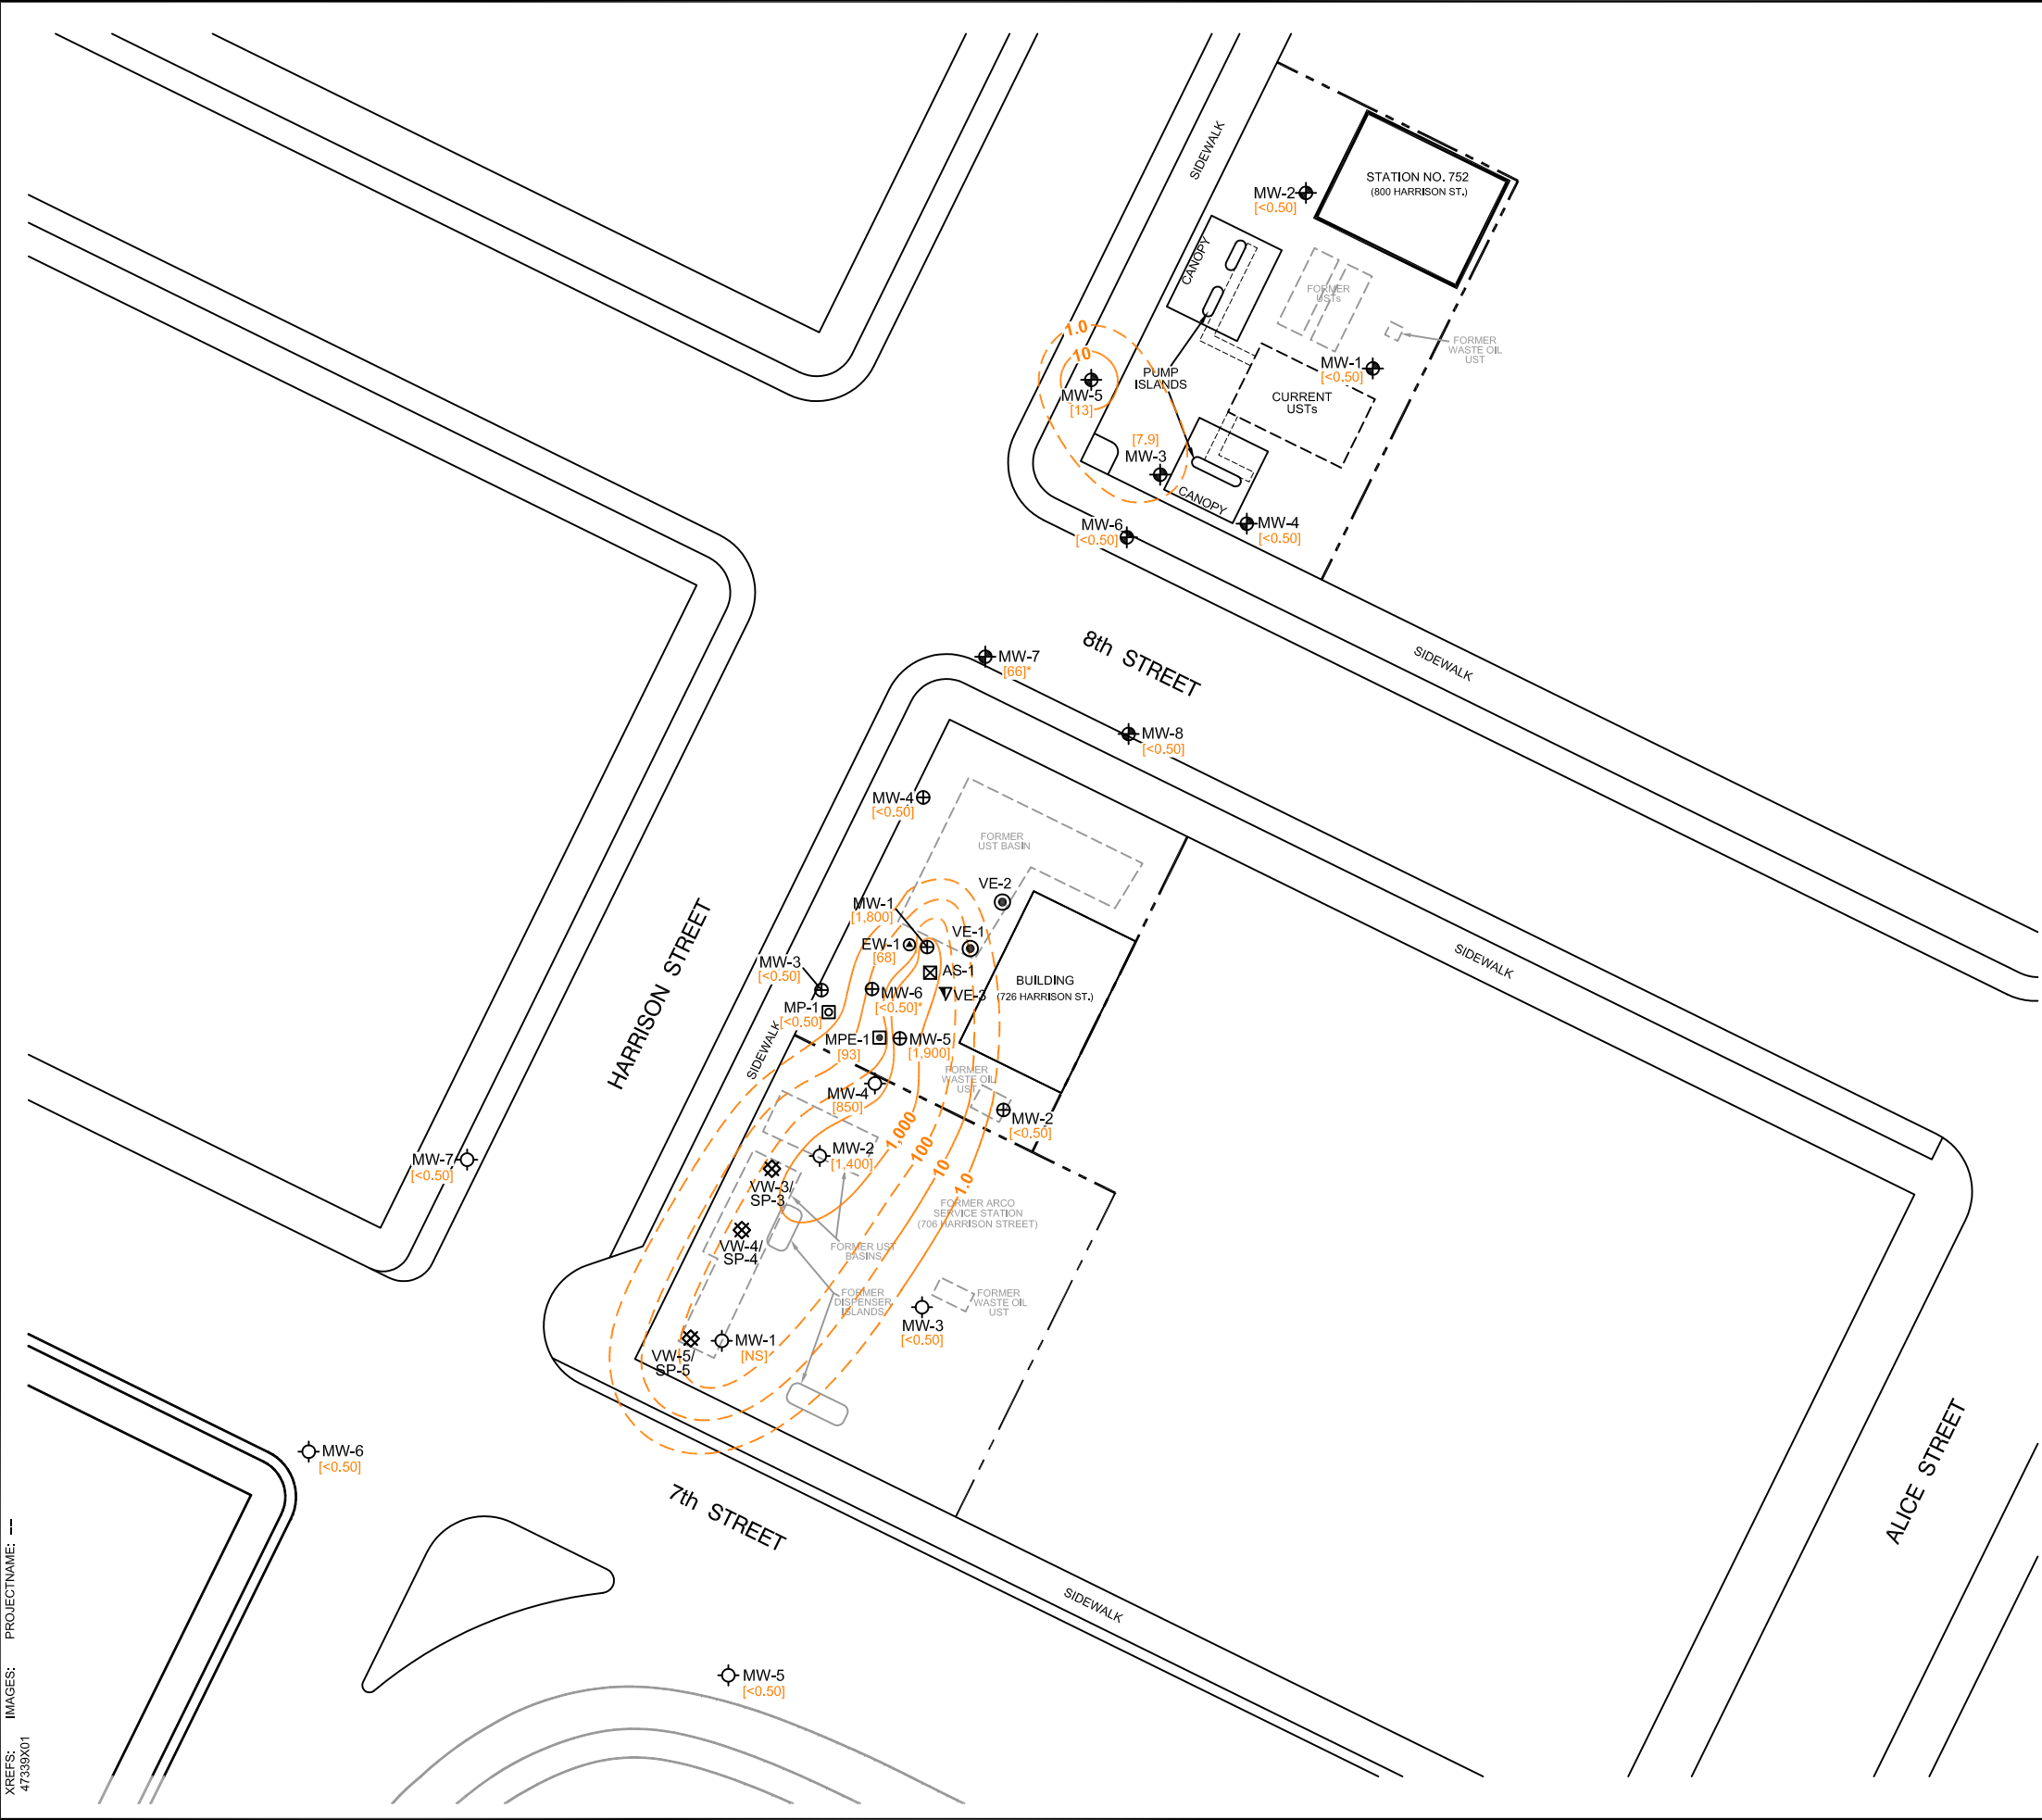 SIDEWALK
STATION NO. 752
(800 HARRISON ST.)
MW-2
[<0.50]
CANOPY
FORMER
USTs
1.0
10
FORMER
WASTE OIL
UST
MW-1
[<0.50]
PUMP
ISLANDS
MW-5
[13]
CURRENT
USTs
[7.9]
MW-3
CANOPY
MW-6
[<0.50]
MW-4
[<0.50]
8th STREET
SIDEWALK
MW-7
[66]*
MW-8
[<0.50]
MW-4
[<0.50]
FORMER
UST BASIN
VE-2
MW-1
[1,800]
HARRISON STREET
EW-1
[68]
VE-1
SIDEWALK
MW-3
[<0.50]
AS-1
MW-6
[<0.50]*
VE-3
BUILDING
(726 HARRISON ST.)
MP-1
[<0.50]
SIDEWALK
MPE-1
[93]
MW-5
[1,900]
FORMER
WASTE OIL
UST
MW-4
[850]
MW-2
[<0.50]
1,000
100
10
1.0
MW-7
[<0.50]
MW-2
[1,400]
VW-3/
SP-3
FORMER ARCO
SERVICE STATION
(706 HARRISON STREET)
VW-4/
SP-4
FORMER UST
BASINS
FORMER
DISPENSER
ISLANDS
FORMER
WASTE OIL
UST
MW-3
[<0.50]
MW-1
[NS]
VW-5/
SP-5
MW-6
[<0.50]
7th STREET
ALICE STREET
SIDEWALK
MW-5
[<0.50]
XREFS:
47339X01
IMAGES:
PROJECTNAME: --